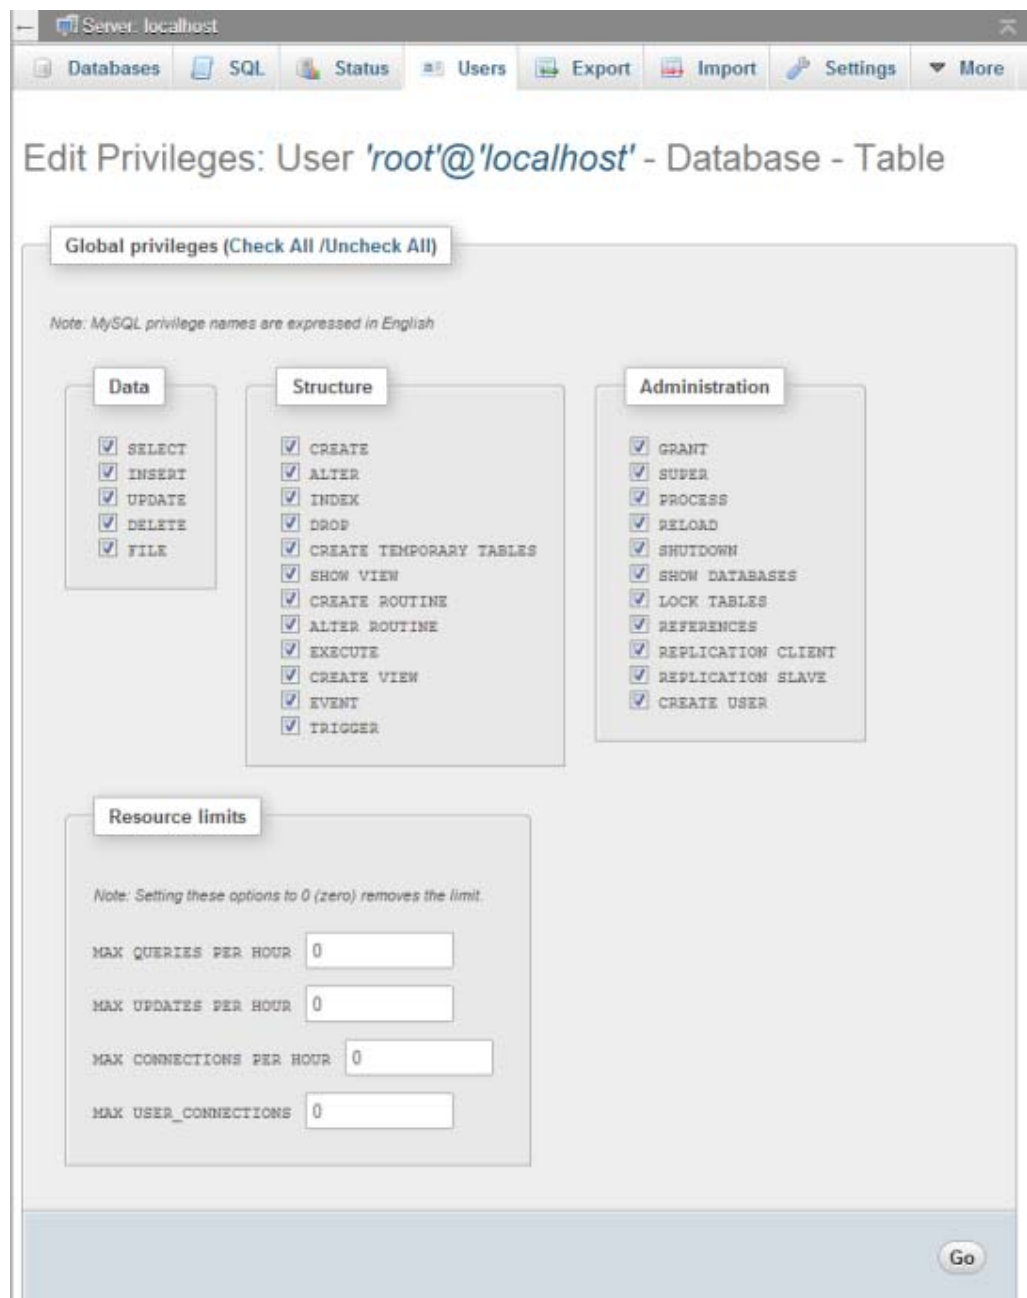 Server: localhost
Databases SQL Status Users Export Import Settings More
Edit Privileges: User 'root'@'localhost' - Database - Table
Global privileges (Check All /Uncheck All)
Note: MySQL privilege names are expressed in English
Data
SELECT
INSERT
UPDATE
DELETE
FILE
Structure
CREATE
ALTER
INDEX
DROP
CREATE TEMPORARY TABLES
SHOW VIEW
CREATE ROUTINE
ALTER ROUTINE
EXECUTE
CREATE VIEW
EVENT
TRIGGER
Administration
GRANT
SUPER
PROCESS
RELOAD
SHUTDOWN
SHOW DATABASES
LOCK TABLES
REFERENCES
REPLICATION CLIENT
REPLICATION SLAVE
CREATE USER
Resource limits
Note: Setting these options to 0 (zero) removes the limit.
MAX QUERIES PER HOUR 0
MAX UPDATES PER HOUR 0
MAX CONNECTIONS PER HOUR 0
MAX USER_CONNECTIONS 0
Go